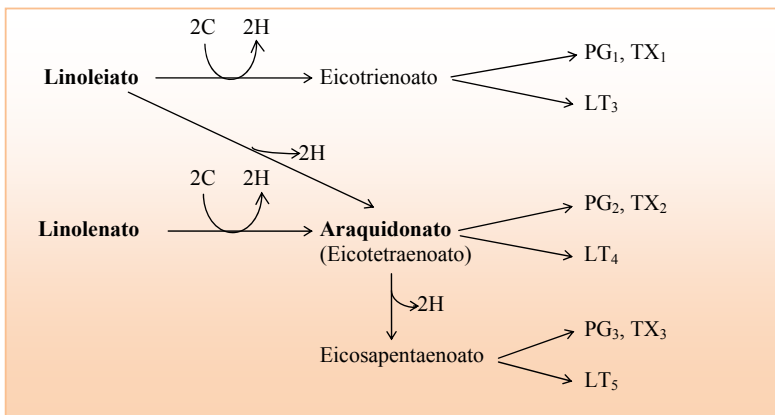 2C 2H
PG₁, TX₁
Linoleiato Eicotrienoato
LT₃
2H
2C 2H
PG₂, TX₂
Linolenato Araquidonato
(Eicotetraenoato) LT₄
2H
PG₃, TX₃
Eicosapentaenoato
LT₅